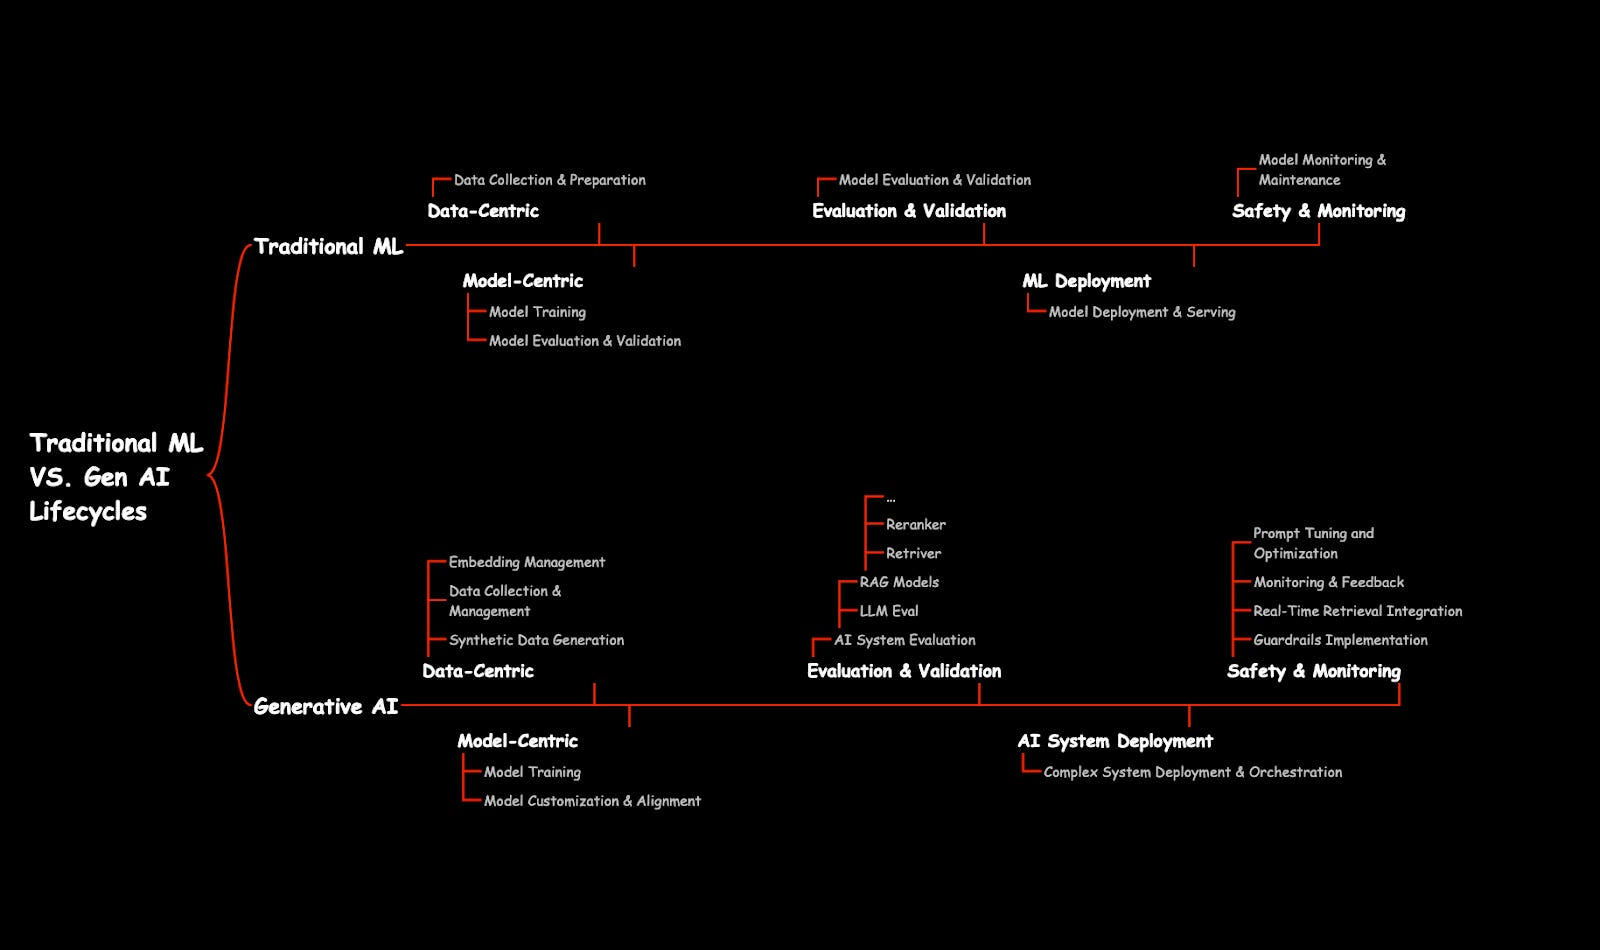 Traditional ML
VS. Gen AI
Lifecycles
Traditional ML
Data Collection & Preparation
Data-Centric
Model-Centric
Model Training
Model Evaluation & Validation
Model Evaluation & Validation
Evaluation & Validation
ML Deployment
Model Deployment & Serving
Model Monitoring &
Maintenance
Safety & Monitoring
Generative AI
Embedding Management
Data Collection &
Management
Synthetic Data Generation
Data-Centric
Model-Centric
Model Training
Model Customization & Alignment
...
Reranker
Retriver
RAG Models
LLM Eval
AI System Evaluation
Evaluation & Validation
AI System Deployment
Complex System Deployment & Orchestration
Prompt Tuning and
Optimization
Monitoring & Feedback
Real-Time Retrieval Integration
Guardrails Implementation
Safety & Monitoring